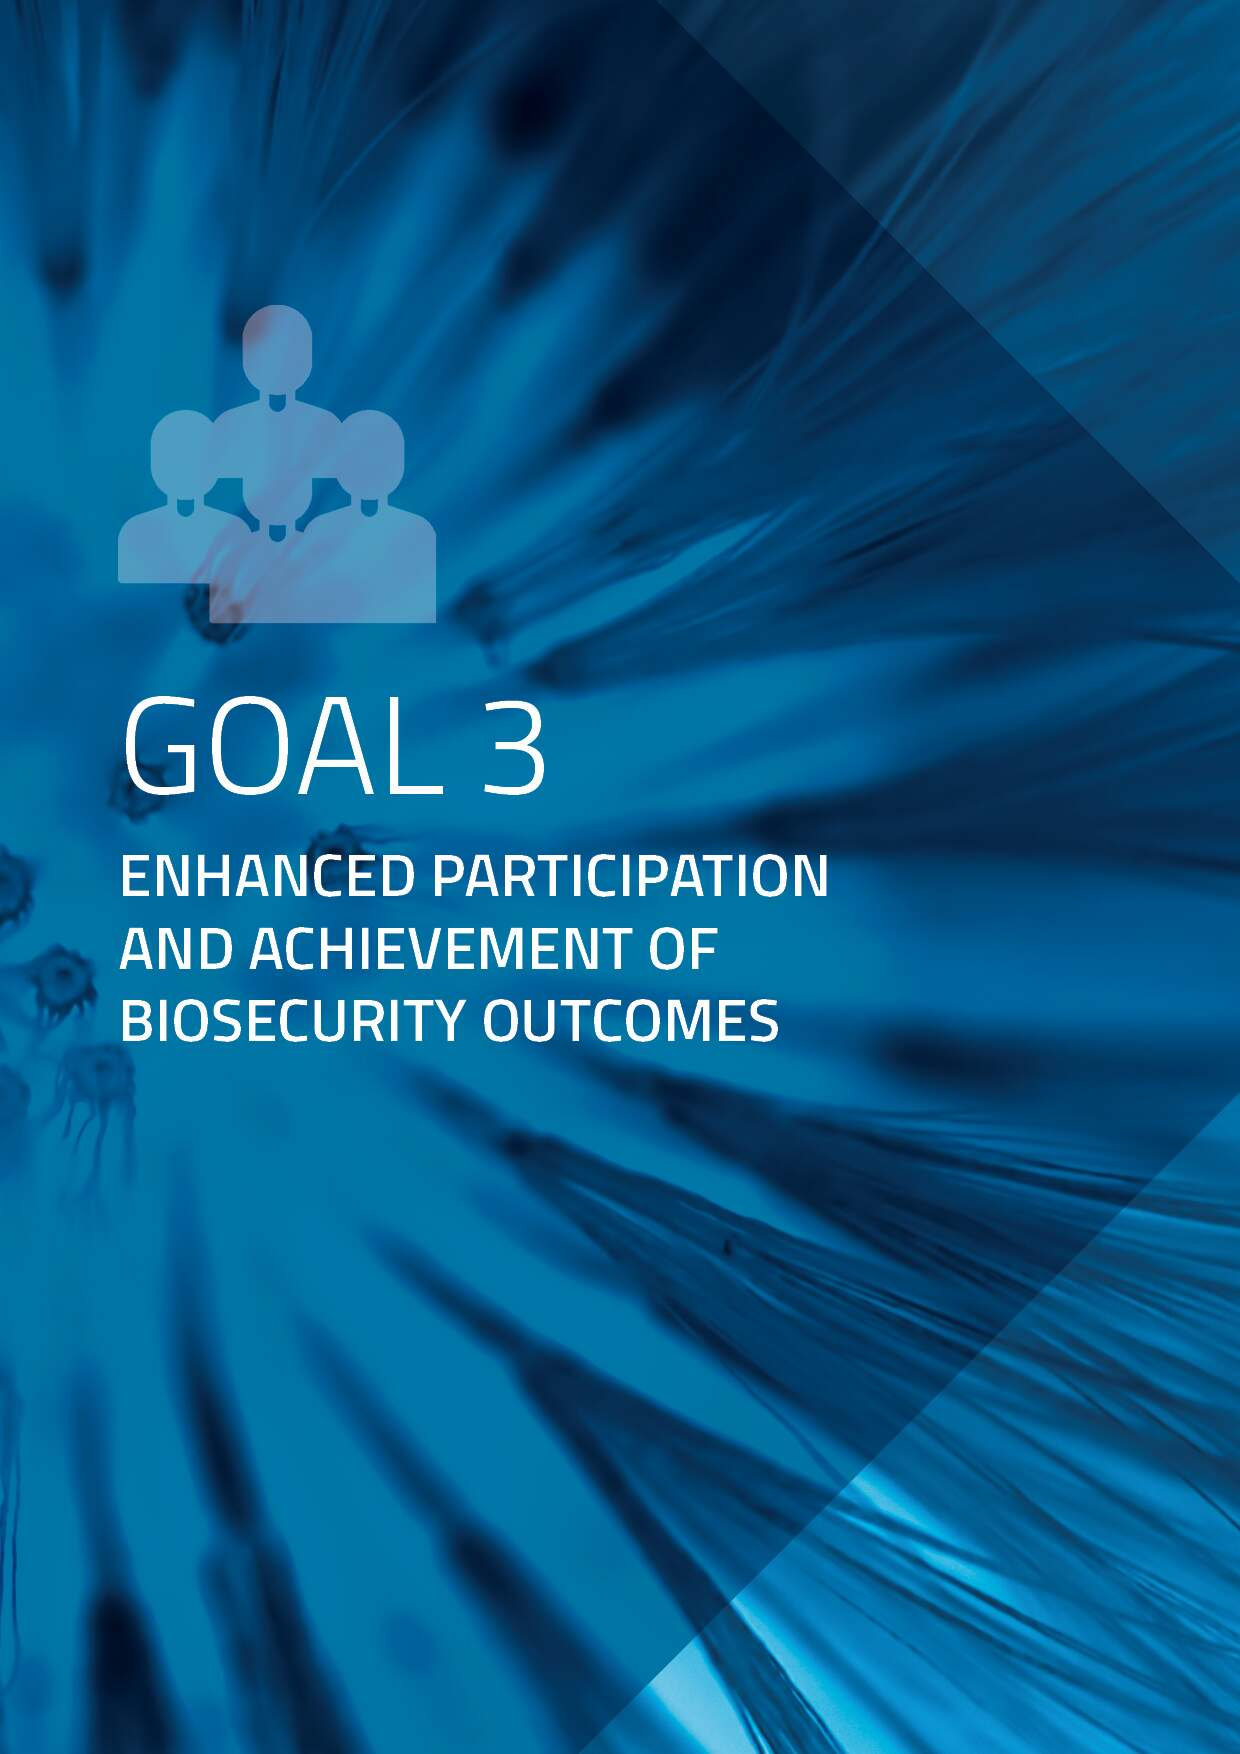 GOAL 3
ENHANCED PARTICIPATION
AND ACHIEVEMENT OF
BIOSECURITY OUTCOMES